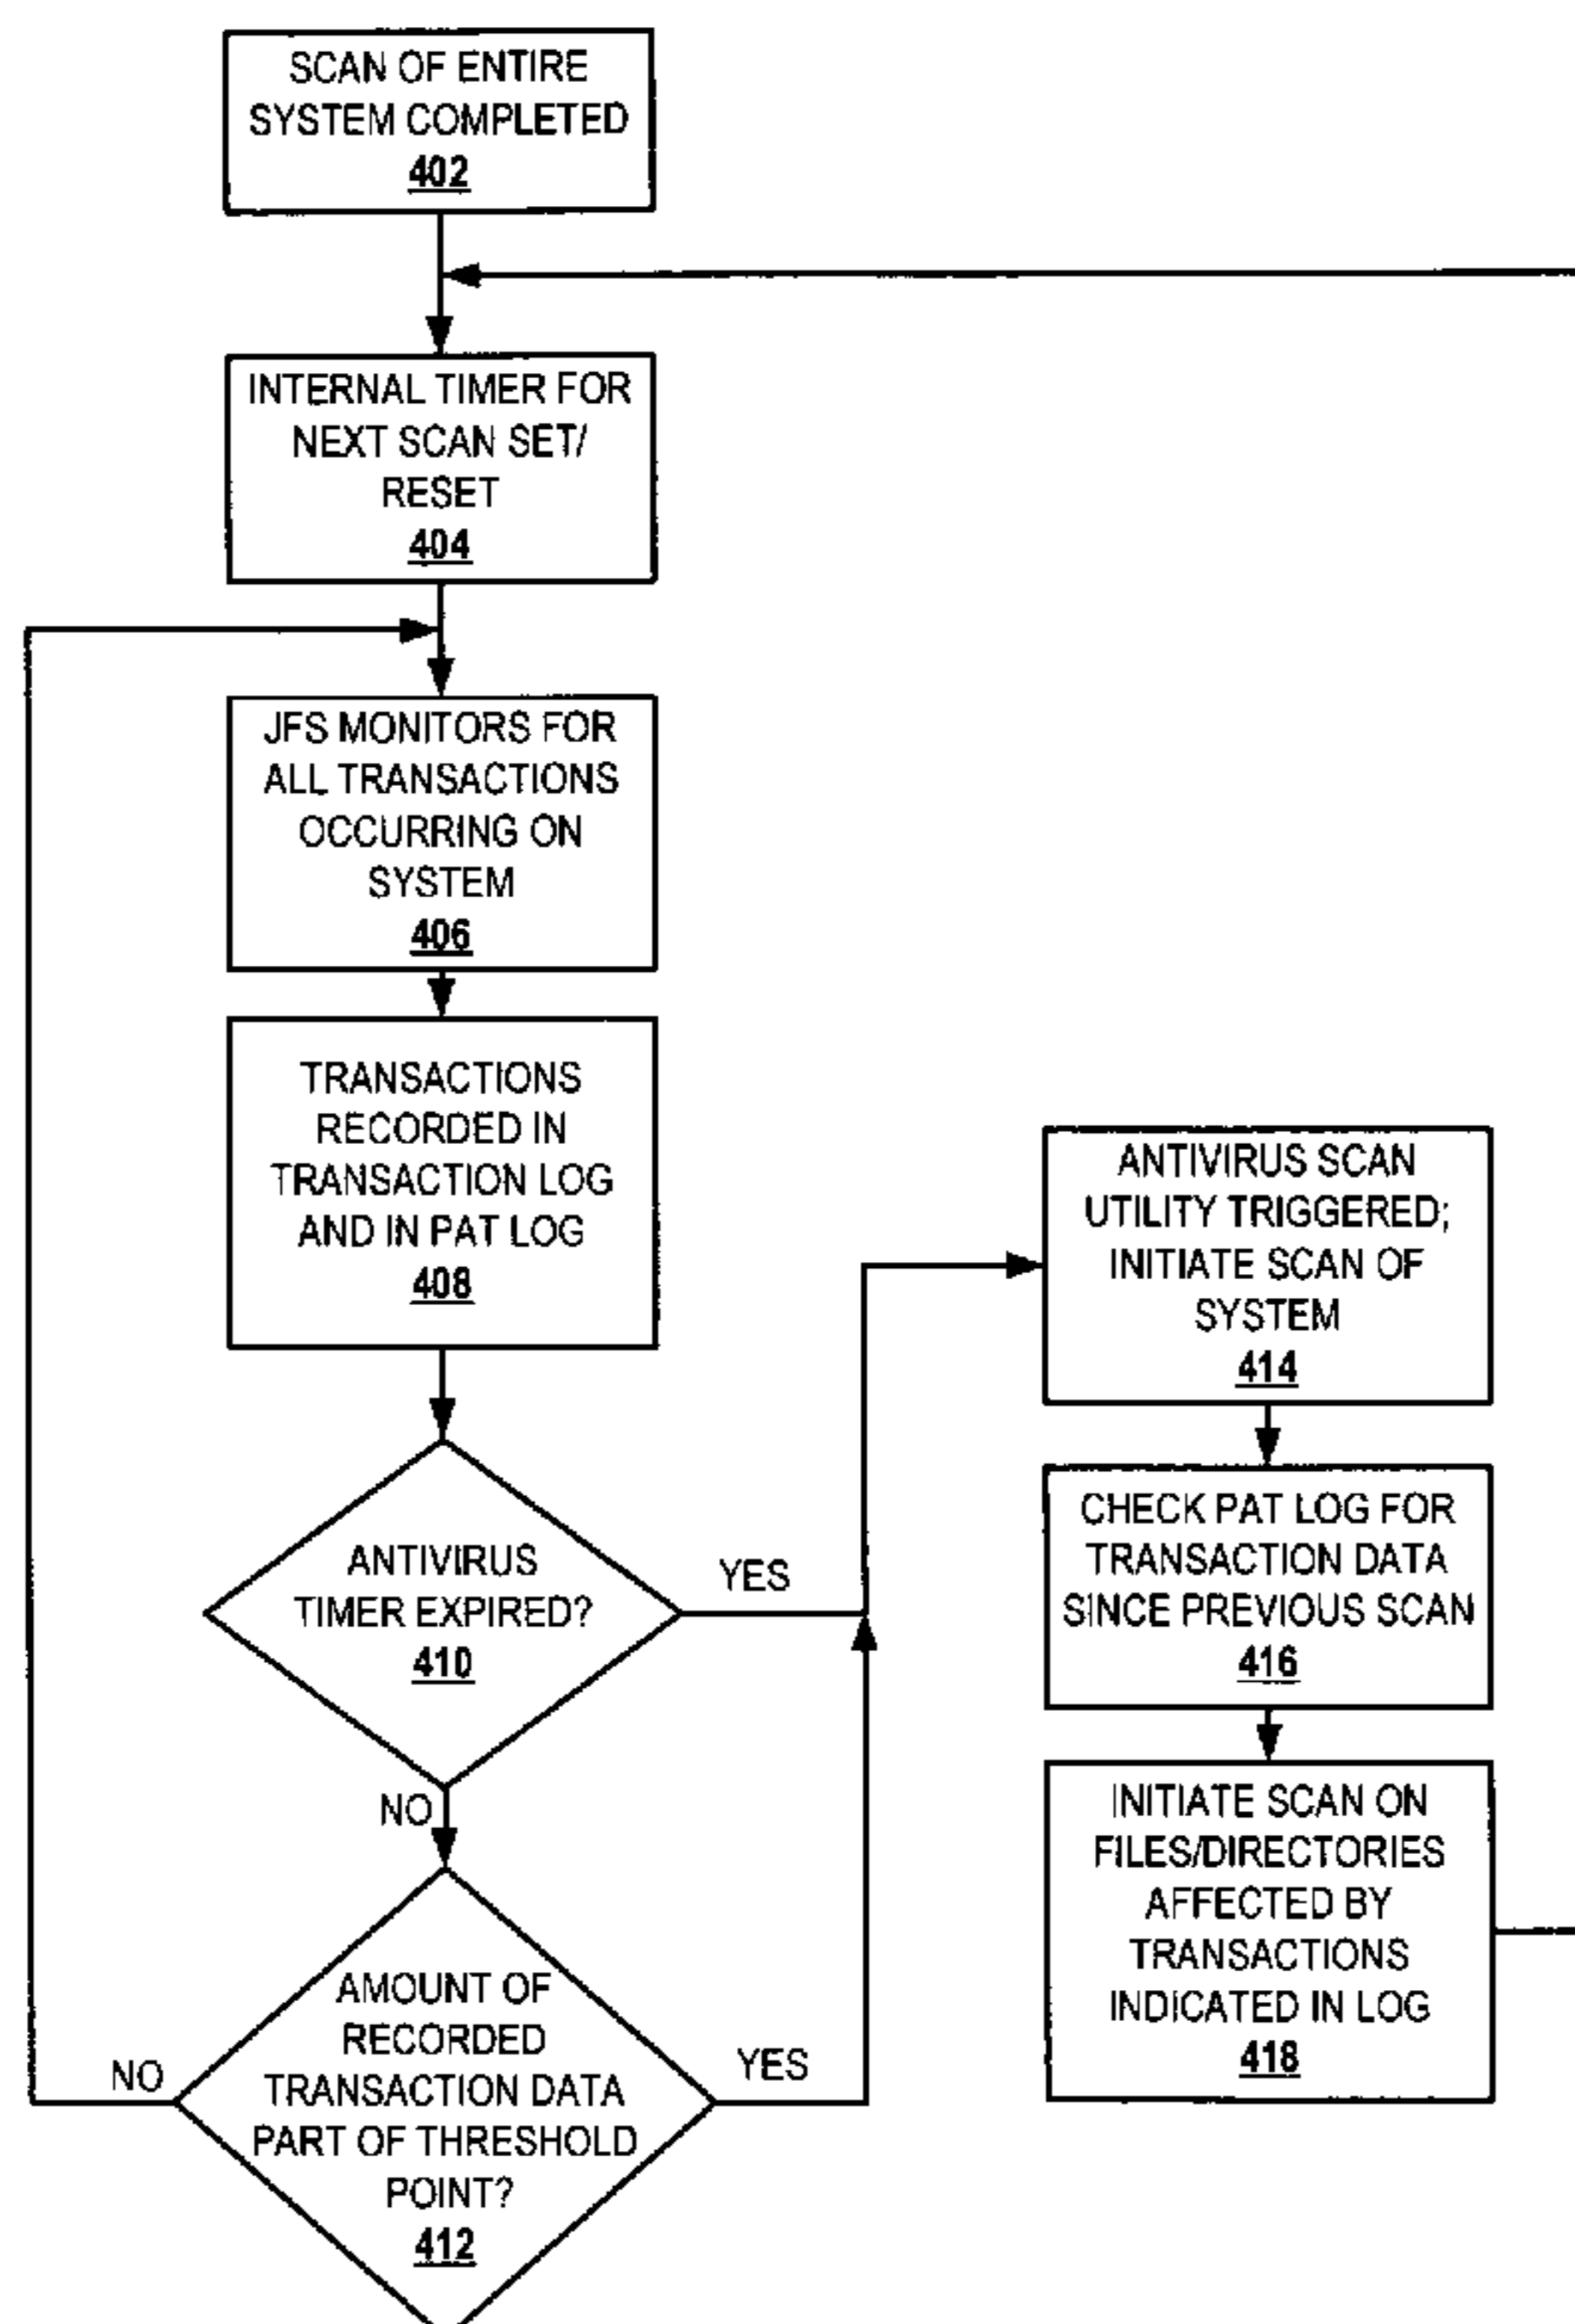 SCAN OF ENTIRE
SYSTEM COMPLETED
402
INTERNAL TIMER FOR
NEXT SCAN SET/
RESET
404
JFS MONITORS FOR
ALL TRANSACTIONS
OCCURRING ON
SYSTEM
406
TRANSACTIONS
RECORDED IN
TRANSACTION LOG
AND IN PAT LOG
408
ANTIVIRUS
TIMER EXPIRED?
410
YES
NO
AMOUNT OF
RECORDED
TRANSACTION DATA
PART OF THRESHOLD
POINT?
412
NO
YES
ANTIVIRUS SCAN
UTILITY TRIGGERED;
INITIATE SCAN OF
SYSTEM
414
CHECK PAT LOG FOR
TRANSACTION DATA
SINCE PREVIOUS SCAN
416
INITIATE SCAN ON
FILES/DIRECTORIES
AFFECTED BY
TRANSACTIONS
INDICATED IN LOG
418